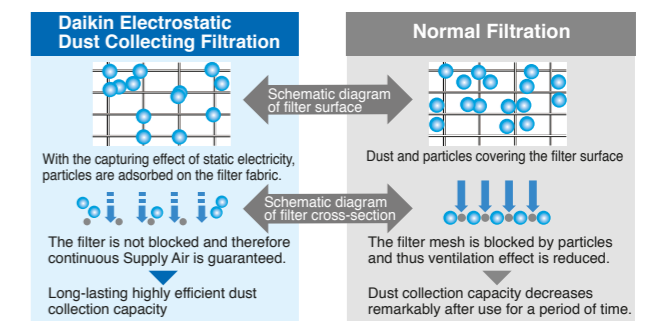 Daikin Electrostatic
Dust Collecting Filtration
Normal Filtration
Schematic diagram
of filter surface
With the capturing effect of static electricity,
particles are adsorbed on the filter fabric.
Dust and particles covering the filter surface
Schematic diagram
of filter cross-section
The filter is not blocked and therefore
continuous Supply Air is guaranteed.
The filter mesh is blocked by particles
and thus ventilation effect is reduced.
Long-lasting highly efficient dust
collection capacity
Dust collection capacity decreases
remarkably after use for a period of time.